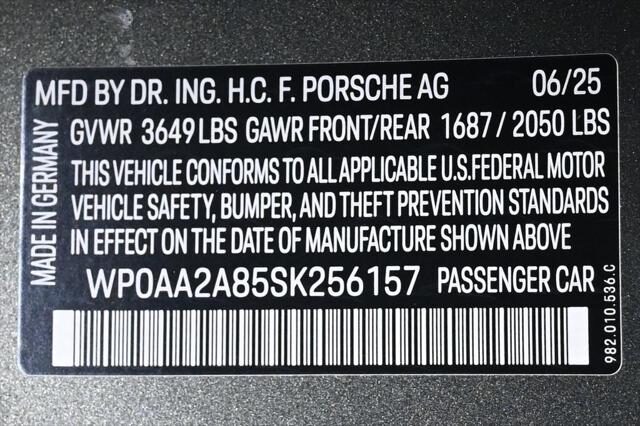 MFD BY DR. ING. H.C. F. PORSCHE AG 06/25
GVWR 3649 LBS GAWR FRONT/REAR 1687 / 2050 LBS
THIS VEHICLE CONFORMS TO ALL APPLICABLE U.S.FEDERAL MOTOR
VEHICLE SAFETY, BUMPER, AND THEFT PREVENTION STANDARDS
IN EFFECT ON THE DATE OF MANUFACTURE SHOWN ABOVE
WP0AA2A85SK256157 PASSENGER CAR
MADE IN GERMANY
982.010.536.C